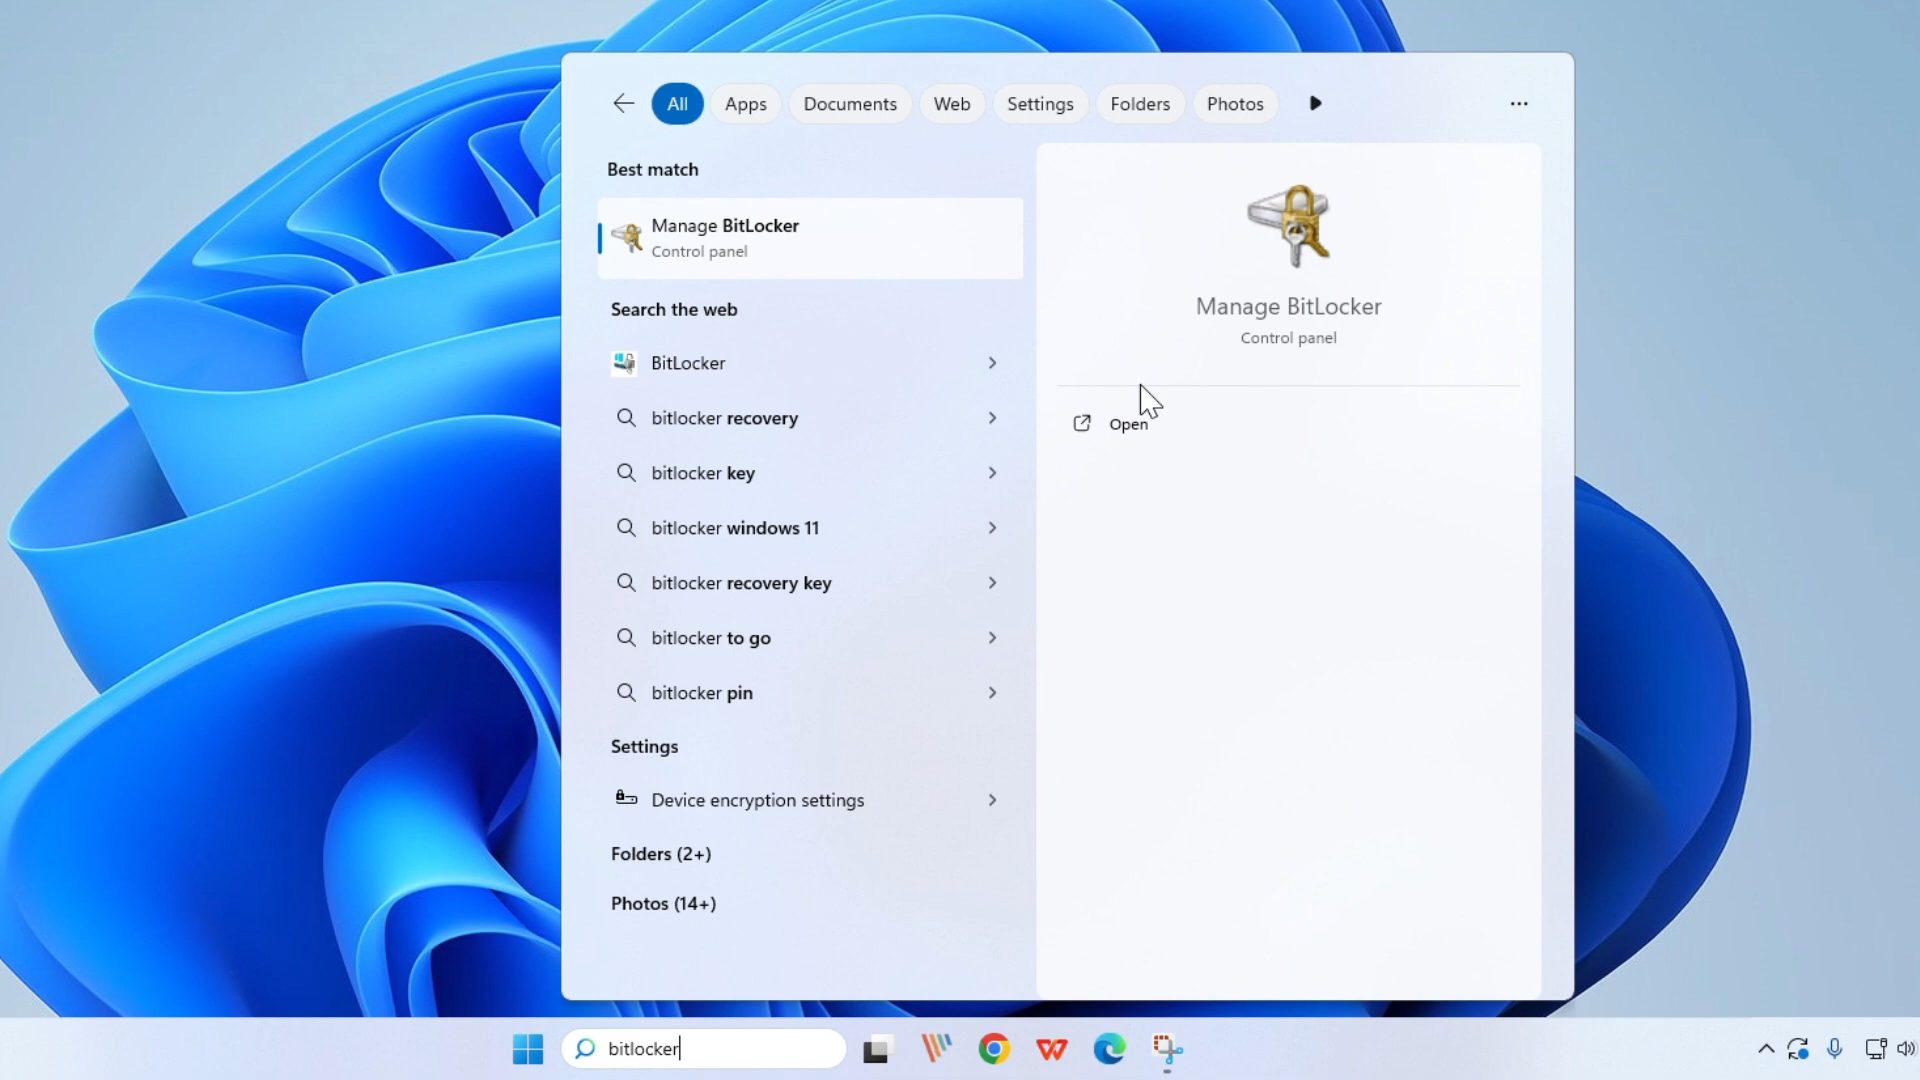 All
Apps
Documents
Web
Settings
Folders
Photos
Best match
Manage BitLocker
Control panel
Search the web
BitLocker
bitlocker recovery
bitlocker key
bitlocker windows 11
bitlocker recovery key
bitlocker to go
bitlocker pin
Settings
Device encryption settings
Folders (2+)
Photos (14+)
Manage BitLocker
Control panel
Open
bitlocker